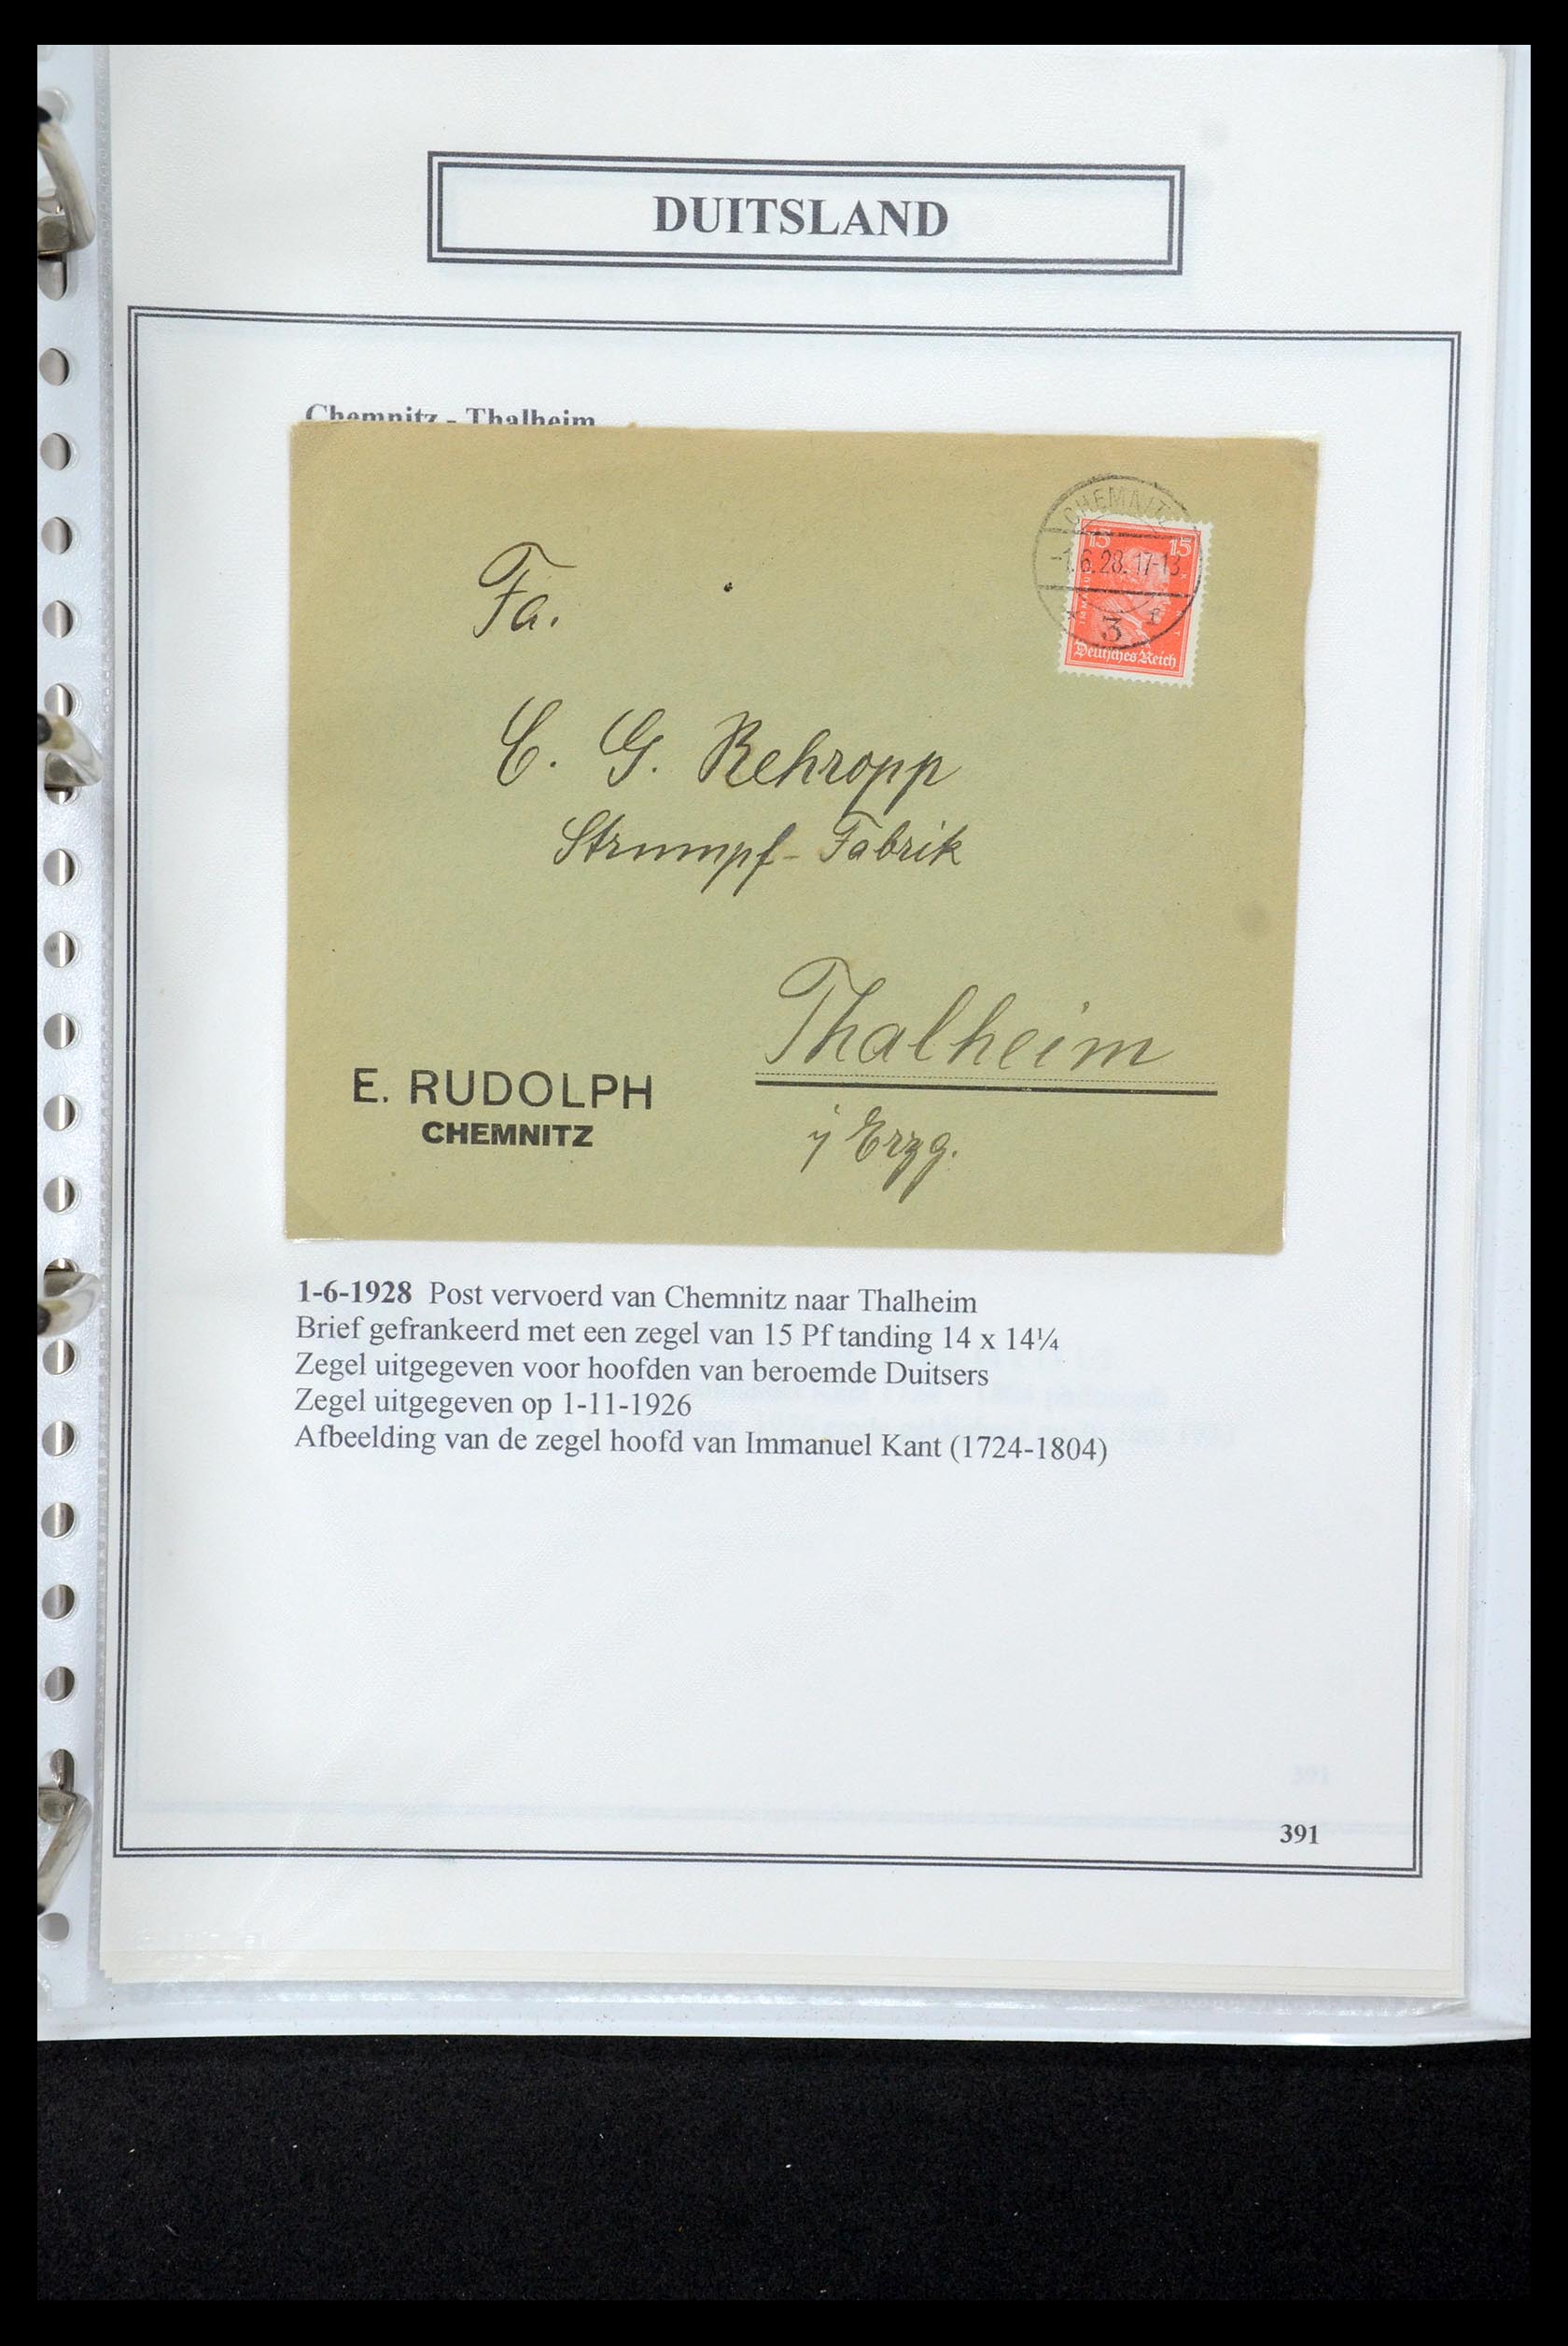 DUITSLAND
Chemnitz - Thalheim
CHEMNITZ
-1.6.28.17-18
3
15 15
Deutsches Reich
Fa.
C. G. Rehropp
Strumpf-Fabrik
Thalheim
i/ Erzg.
E. RUDOLPH
CHEMNITZ
1-6-1928 Post vervoerd van Chemnitz naar Thalheim
Brief gefrankeerd met een zegel van 15 Pf tanding 14 x 14¼
Zegel uitgegeven voor hoofden van beroemde Duitsers
Zegel uitgegeven op 1-11-1926
Afbeelding van de zegel hoofd van Immanuel Kant (1724-1804)
391